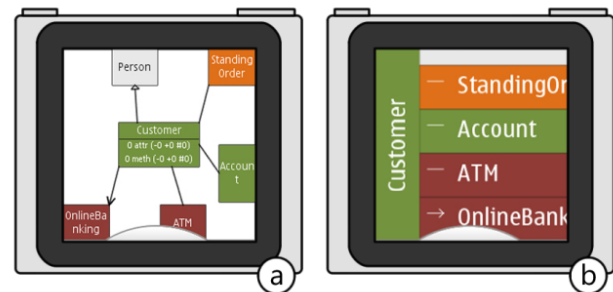 Person
Standing
Order
Customer
0 attr (-0 +0 #0)
0 meth (-0 +0 #0)
Accoun
t
OnlineBa
nking
ATM
a
Customer
StandingOr
Account
ATM
OnlineBank
b